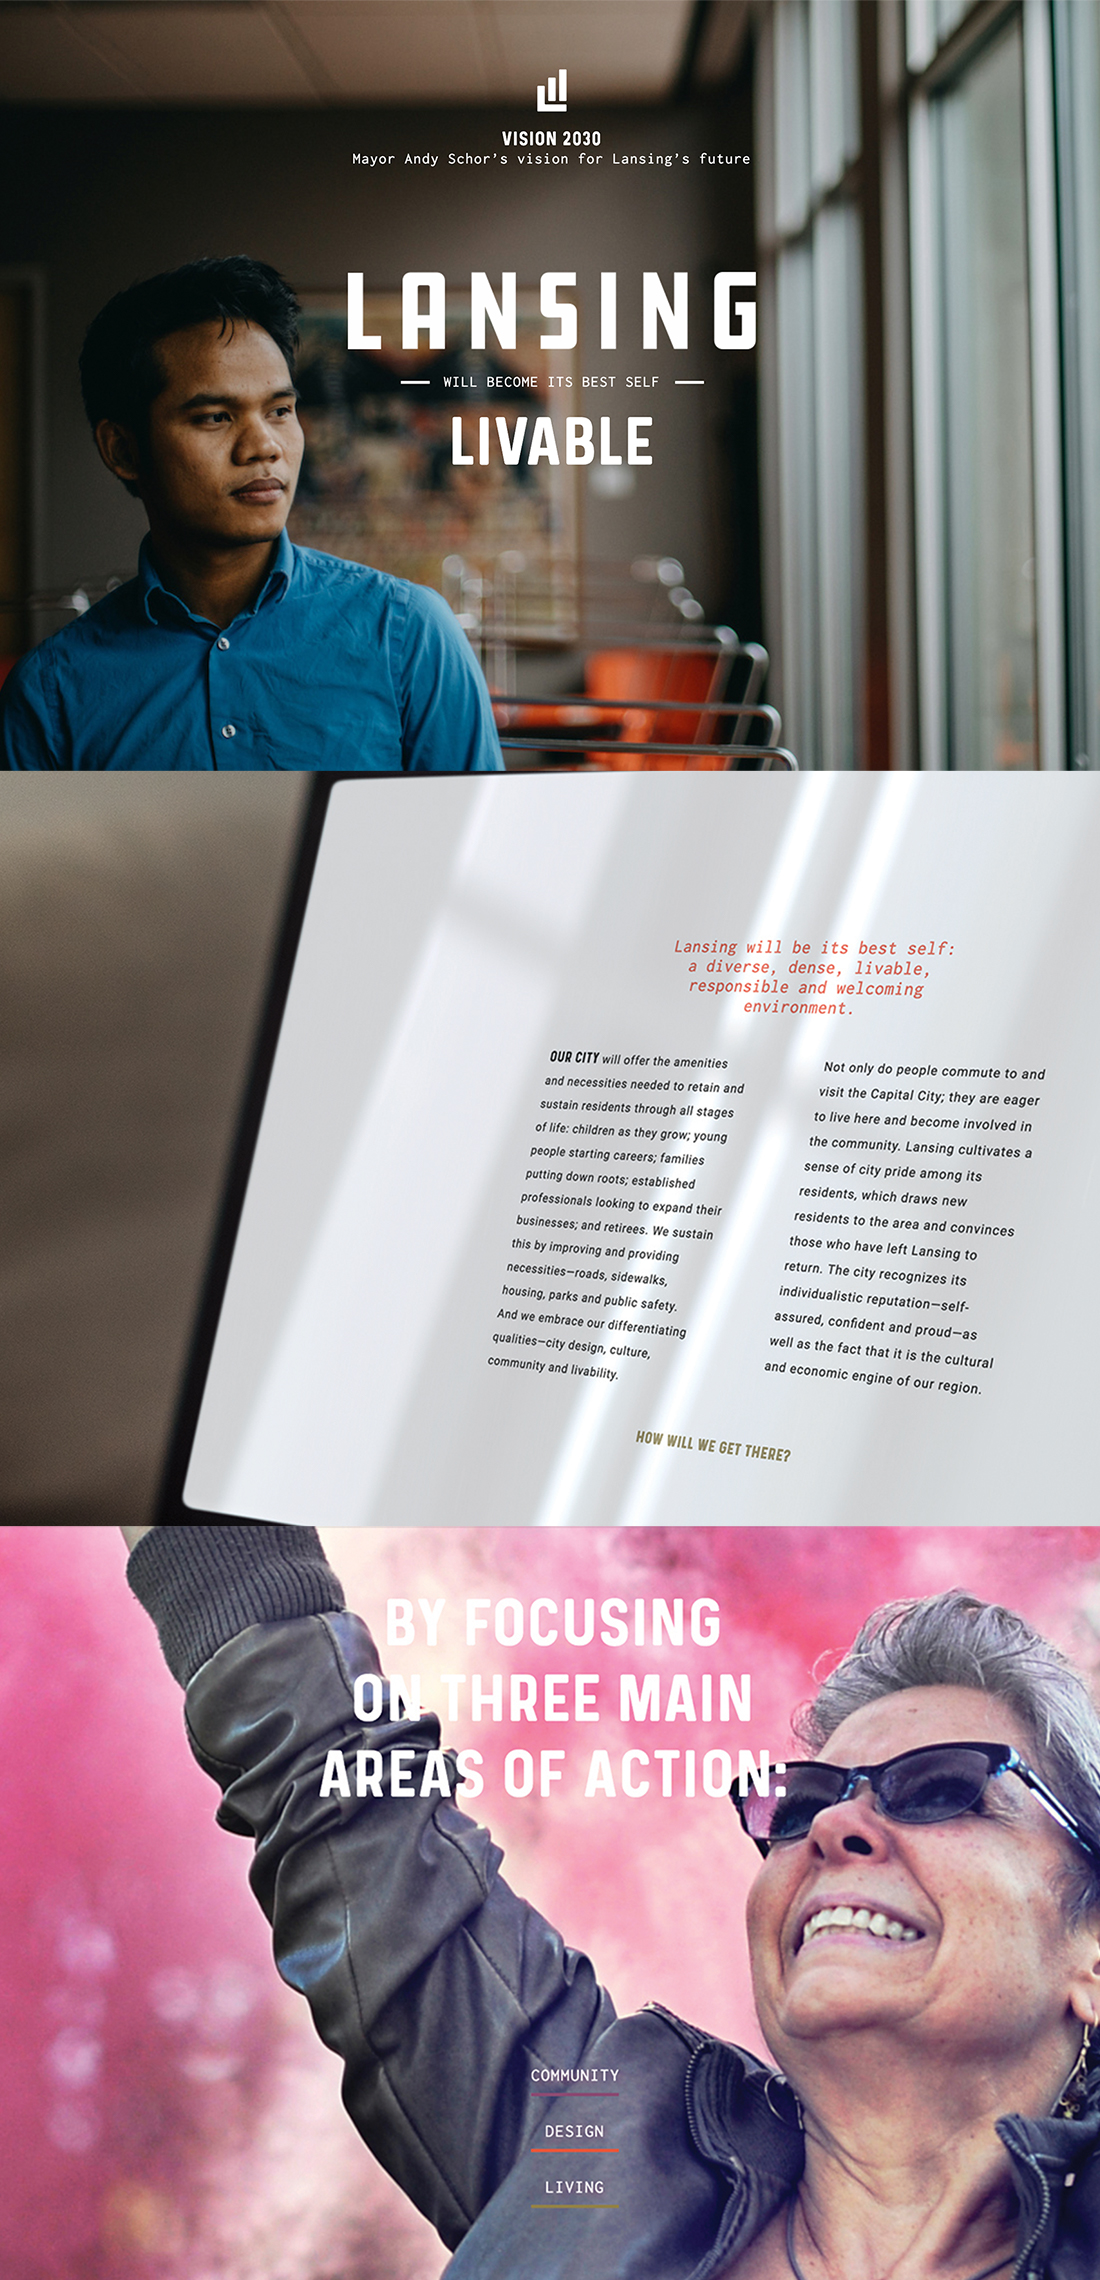 VISION 2030
Mayor Andy Schor’s vision for Lansing’s future
LANSING
WILL BECOME ITS BEST SELF
LIVABLE
Lansing will be its best self:
a diverse, dense, livable,
responsible and welcoming
environment.
OUR CITY will offer the amenities
and necessities needed to retain and
sustain residents through all stages
of life: children as they grow; young
people starting careers; families
putting down roots; established
professionals looking to expand their
businesses; and retirees. We sustain
this by improving and providing
necessities—roads, sidewalks,
housing, parks and public safety.
And we embrace our differentiating
qualities—city design, culture,
community and livability.
Not only do people commute to and
visit the Capital City; they are eager
to live here and become involved in
the community. Lansing cultivates a
sense of city pride among its
residents, which draws new
residents to the area and convinces
those who have left Lansing to
return. The city recognizes its
individualistic reputation—self-
assured, confident and proud—as
well as the fact that it is the cultural
and economic engine of our region.
HOW WILL WE GET THERE?
BY FOCUSING
ON THREE MAIN
AREAS OF ACTION:
COMMUNITY
DESIGN
LIVING